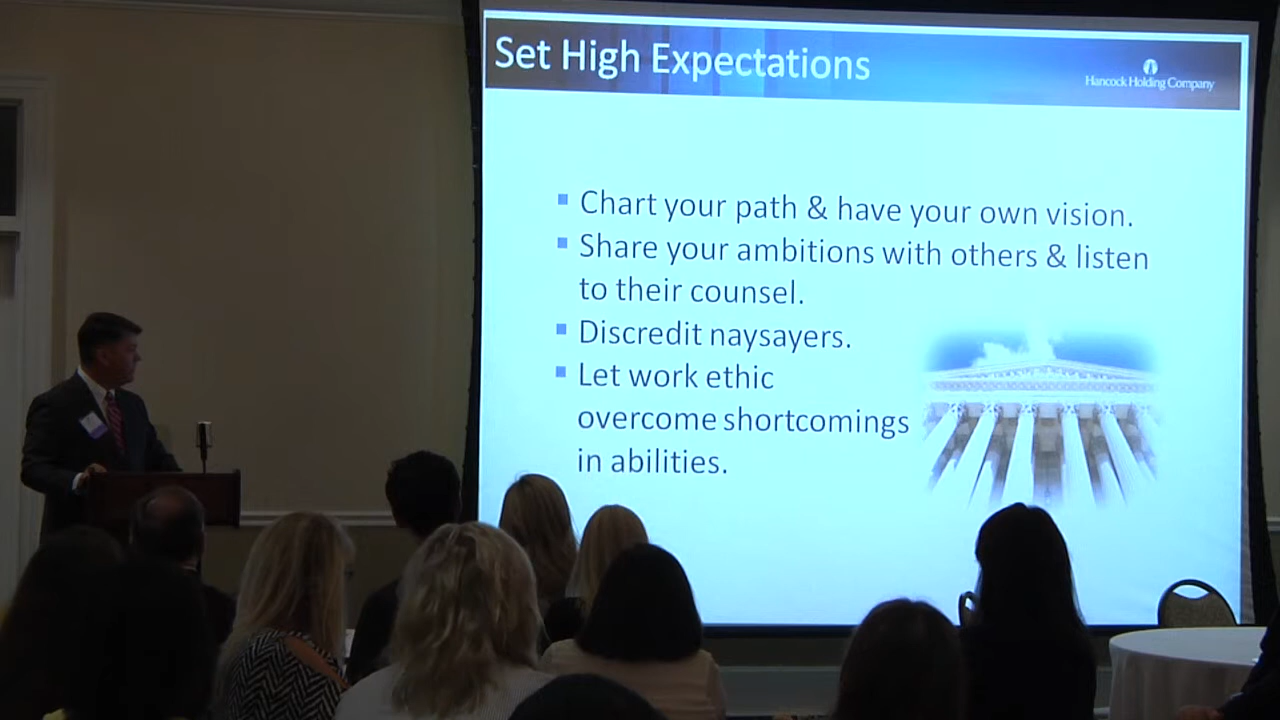 Set High Expectations
Hancock Holding Company
▪ Chart your path & have your own vision.
▪ Share your ambitions with others & listen
to their counsel.
▪ Discredit naysayers.
▪ Let work ethic
overcome shortcomings
in abilities.